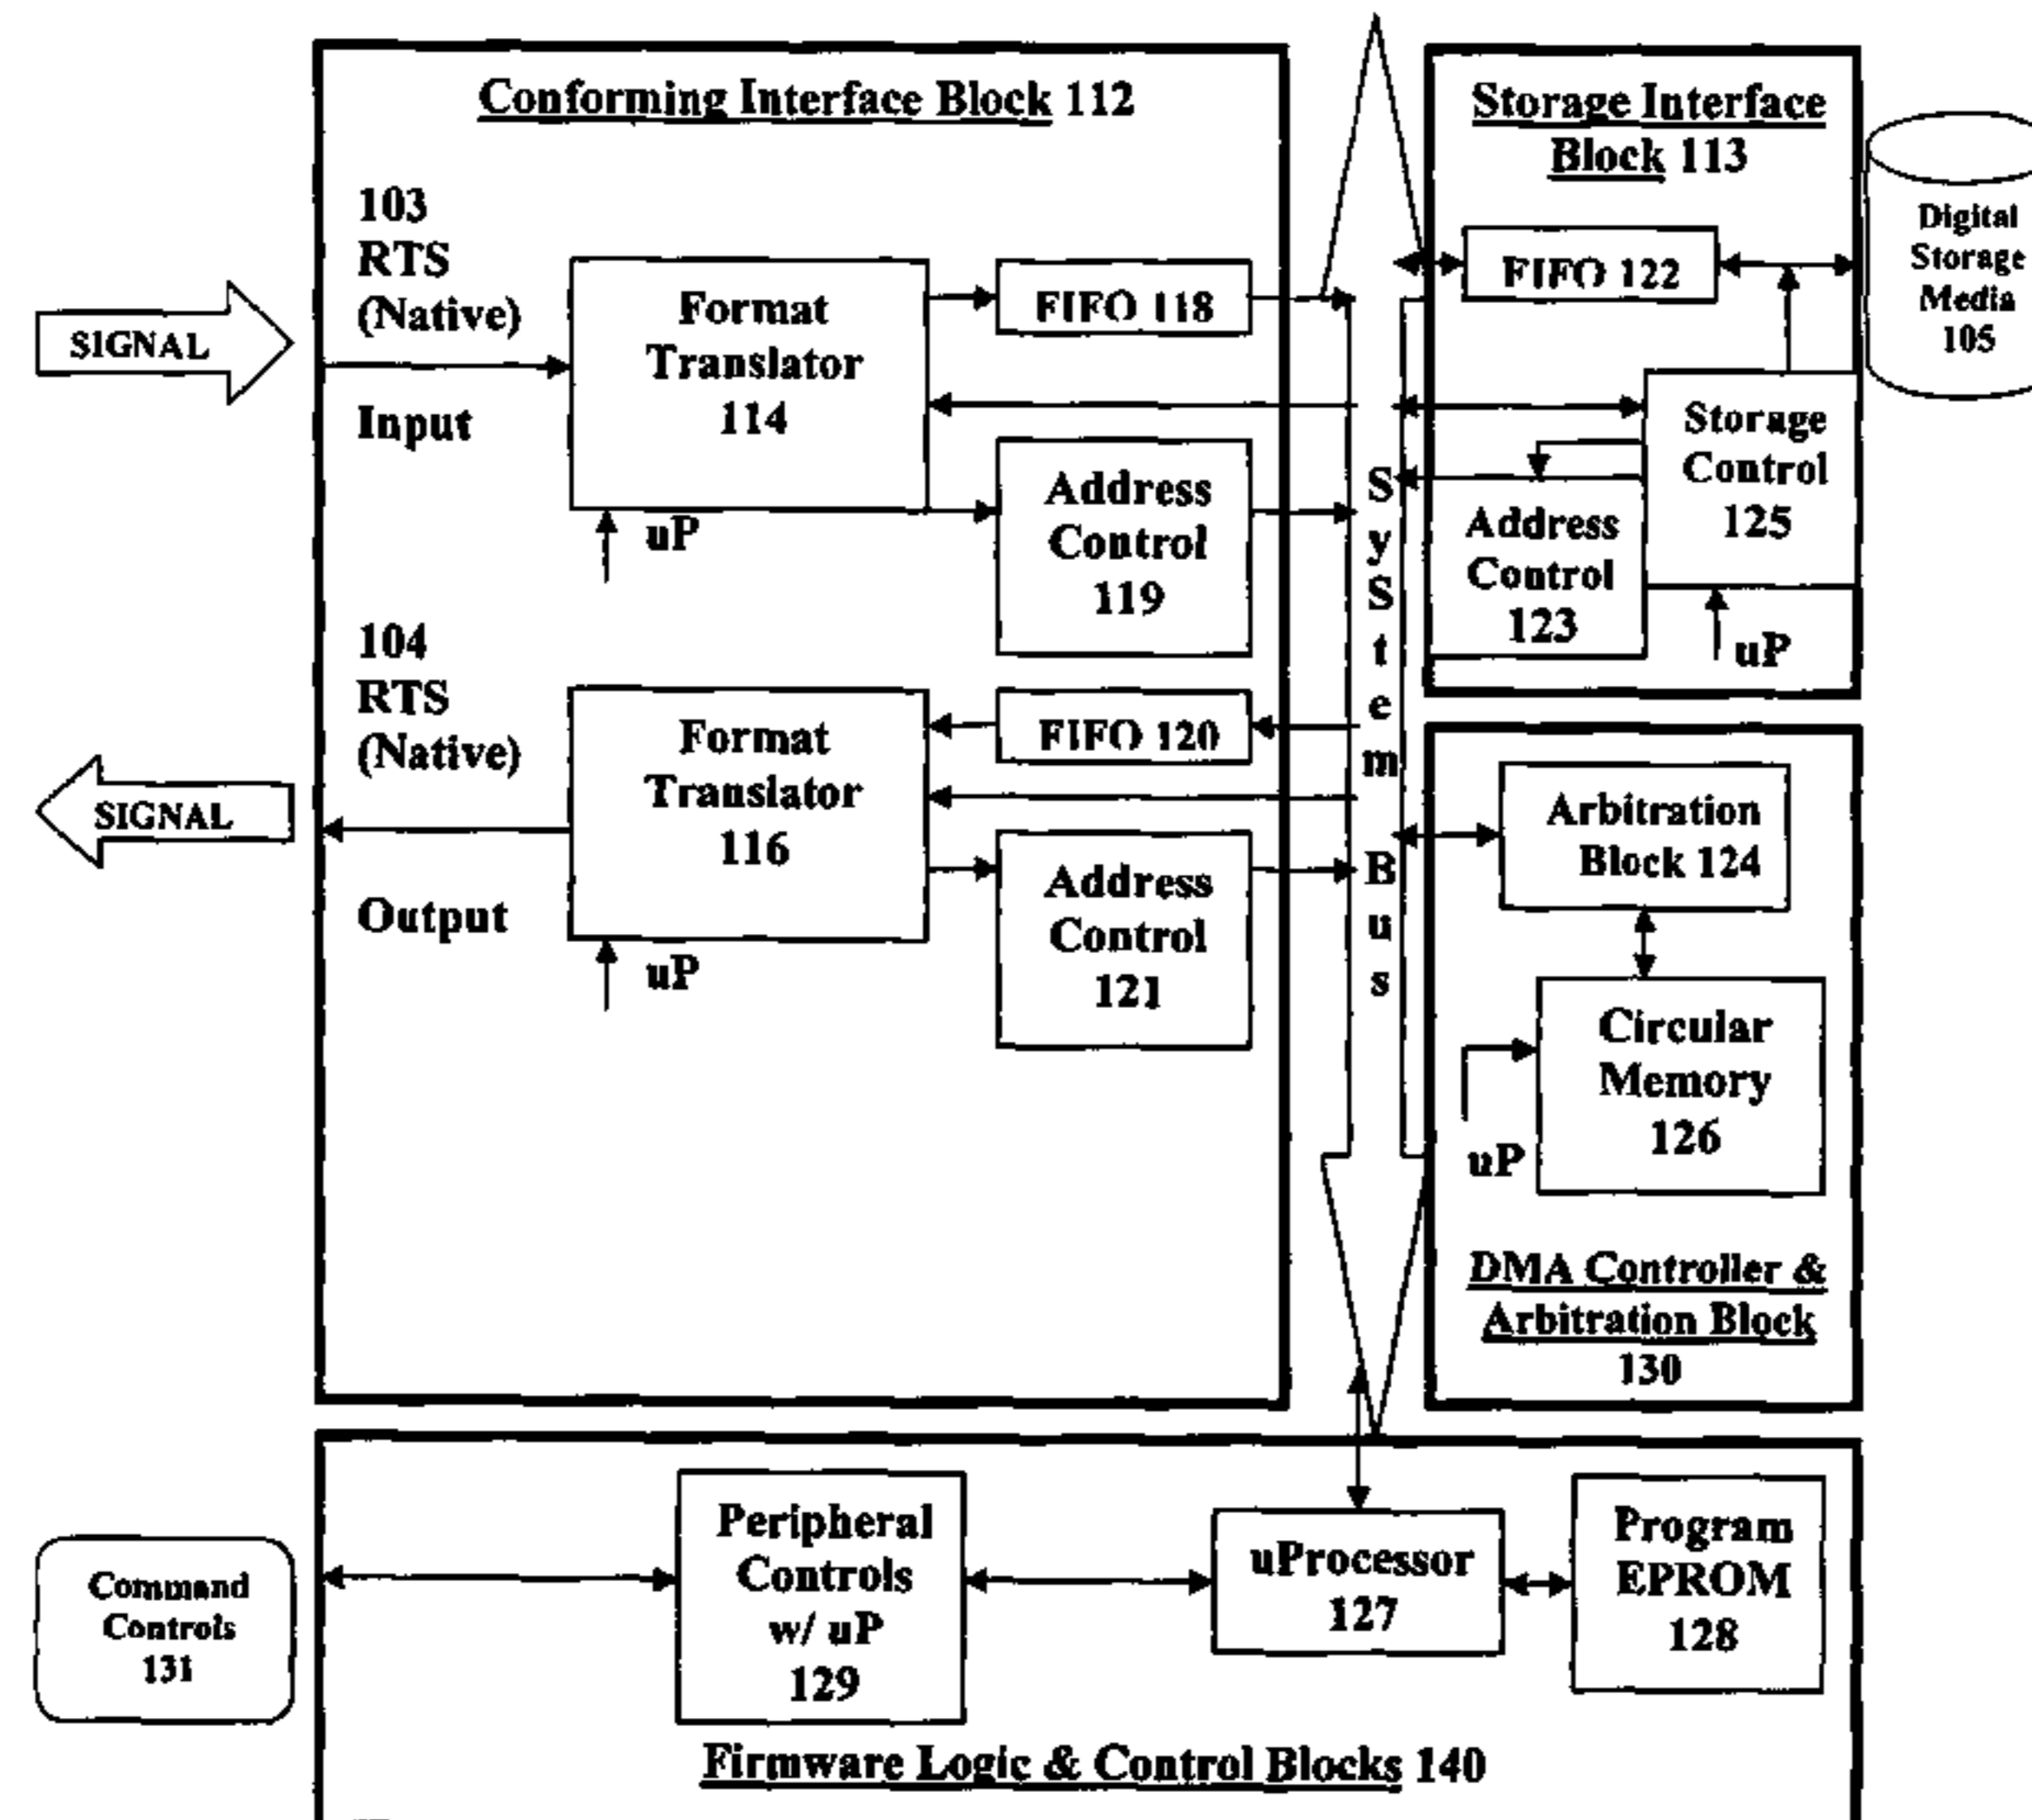 Conforming Interface Block 112
103
RTS
(Native)
SIGNAL
Input
Format
Translator
114
uP
FIFO 118
Address
Control
119
104
RTS
(Native)
SIGNAL
Output
Format
Translator
116
uP
FIFO 120
Address
Control
121
S
y
S
t
e
m
B
u
s
Storage Interface
Block 113
FIFO 122
Storage
Control
125
Address
Control
123
uP
Digital
Storage
Media
105
Arbitration
Block 124
Circular
Memory
126
uP
DMA Controller &
Arbitration Block
130
Command
Controls
131
Peripheral
Controls
w/ uP
129
uProcessor
127
Program
EPROM
128
Firmware Logic & Control Blocks 140